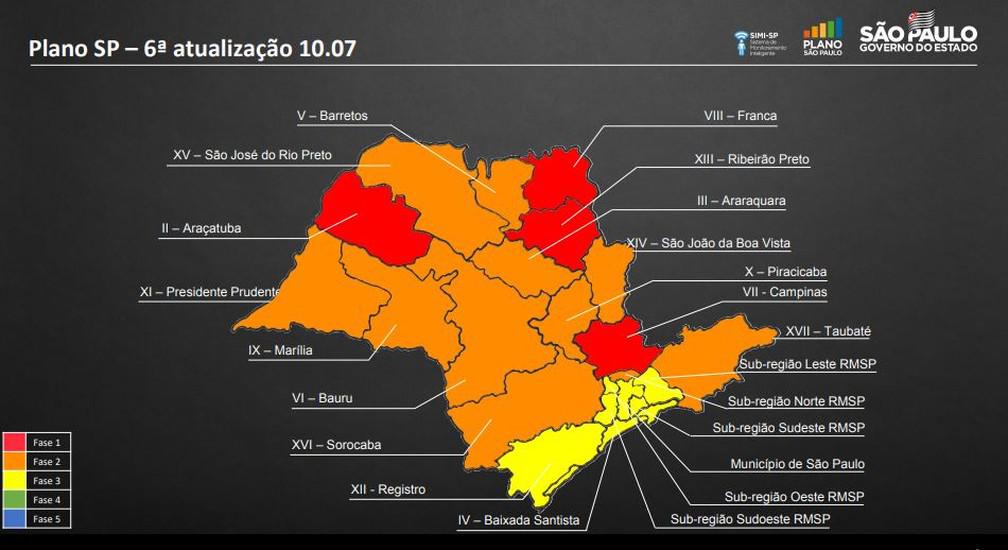 Plano SP – 6ª atualização 10.07
SIMI-SP
Sistema de
Monitoramento
Inteligente
PLANO
SÃO PAULO
SÃO PAULO
GOVERNO DO ESTADO
V – Barretos
VIII – Franca
XV – São José do Rio Preto
XIII – Ribeirão Preto
III – Araraquara
II – Araçatuba
XIV – São João da Boa Vista
X – Piracicaba
XI – Presidente Prudente
VII - Campinas
XVII – Taubaté
IX – Marília
Sub-região Leste RMSP
VI – Bauru
Sub-região Norte RMSP
Sub-região Sudeste RMSP
XVI – Sorocaba
Município de São Paulo
XII - Registro
Sub-região Oeste RMSP
IV – Baixada Santista
Sub-região Sudoeste RMSP
Fase 1
Fase 2
Fase 3
Fase 4
Fase 5